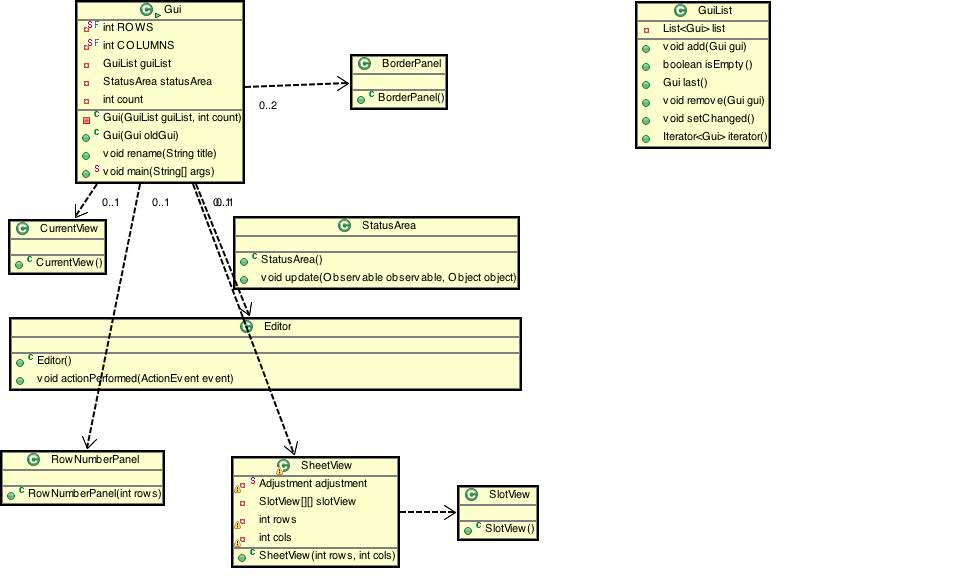 Gui
int ROWS
int COLUMNS
GuiList guiList
StatusArea statusArea
int count
Gui(GuiList guiList, int count)
Gui(Gui oldGui)
void rename(String title)
void main(String[] args)
GuiList
List<Gui> list
void add(Gui gui)
boolean isEmpty()
Gui last()
void remove(Gui gui)
void setChanged()
Iterator<Gui> iterator()
BorderPanel
BorderPanel()
0..2
0..1
0..1
0..1
CurrentView
CurrentView()
StatusArea
StatusArea()
void update(Observable observable, Object object)
Editor
Editor()
void actionPerformed(ActionEvent event)
RowNumberPanel
RowNumberPanel(int rows)
SheetView
Adjustment adjustment
SlotView[][] slotView
int rows
int cols
SheetView(int rows, int cols)
SlotView
SlotView()